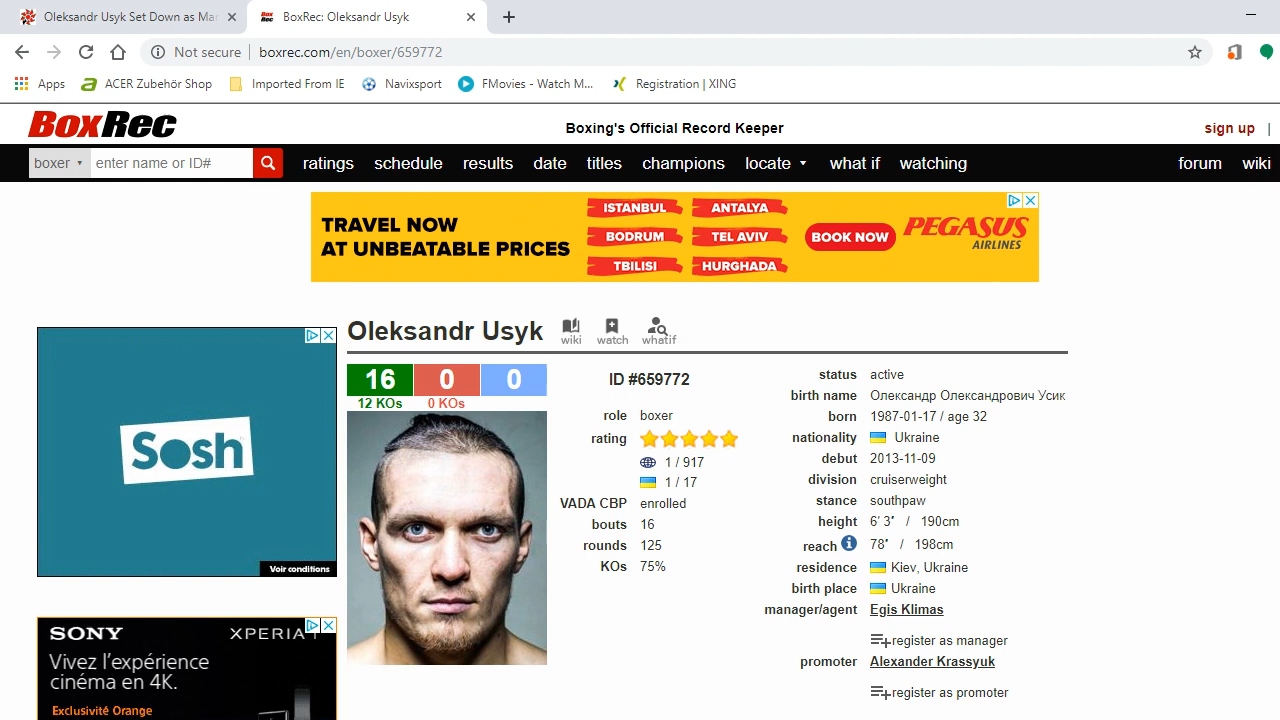 Oleksandr Usyk Set Down as Mar
BoxRec: Oleksandr Usyk
Not secure
boxrec.com/en/boxer/659772
Apps
ACER Zubehör Shop
Imported From IE
Navixsport
FMovies - Watch M...
Registration | XING
BoxRec
Boxing's Official Record Keeper
sign up |
boxer
enter name or ID#
ratings schedule results date titles champions locate what if watching forum wiki
TRAVEL NOW
AT UNBEATABLE PRICES
ISTANBUL
ANTALYA
BODRUM
TEL AVIV
TBILISI
HURGHADA
BOOK NOW
PEGASUS
AIRLINES
Sosh
Voir conditions
SONY
XPERIA 1
Vivez l'expérience
cinéma en 4K.
Exclusivité Orange
Oleksandr Usyk
wiki watch whatif
16 0 0
12 KOs 0 KOs
ID #659772
role boxer
rating
1 / 917
1 / 17
VADA CBP enrolled
bouts 16
rounds 125
KOs 75%
status active
birth name Олександр Олександрович Усик
born 1987-01-17 / age 32
nationality Ukraine
debut 2013-11-09
division cruiserweight
stance southpaw
height 6′ 3″ / 190cm
reach 78″ / 198cm
residence Kiev, Ukraine
birth place Ukraine
manager/agent Egis Klimas
register as manager
promoter Alexander Krassyuk
register as promoter